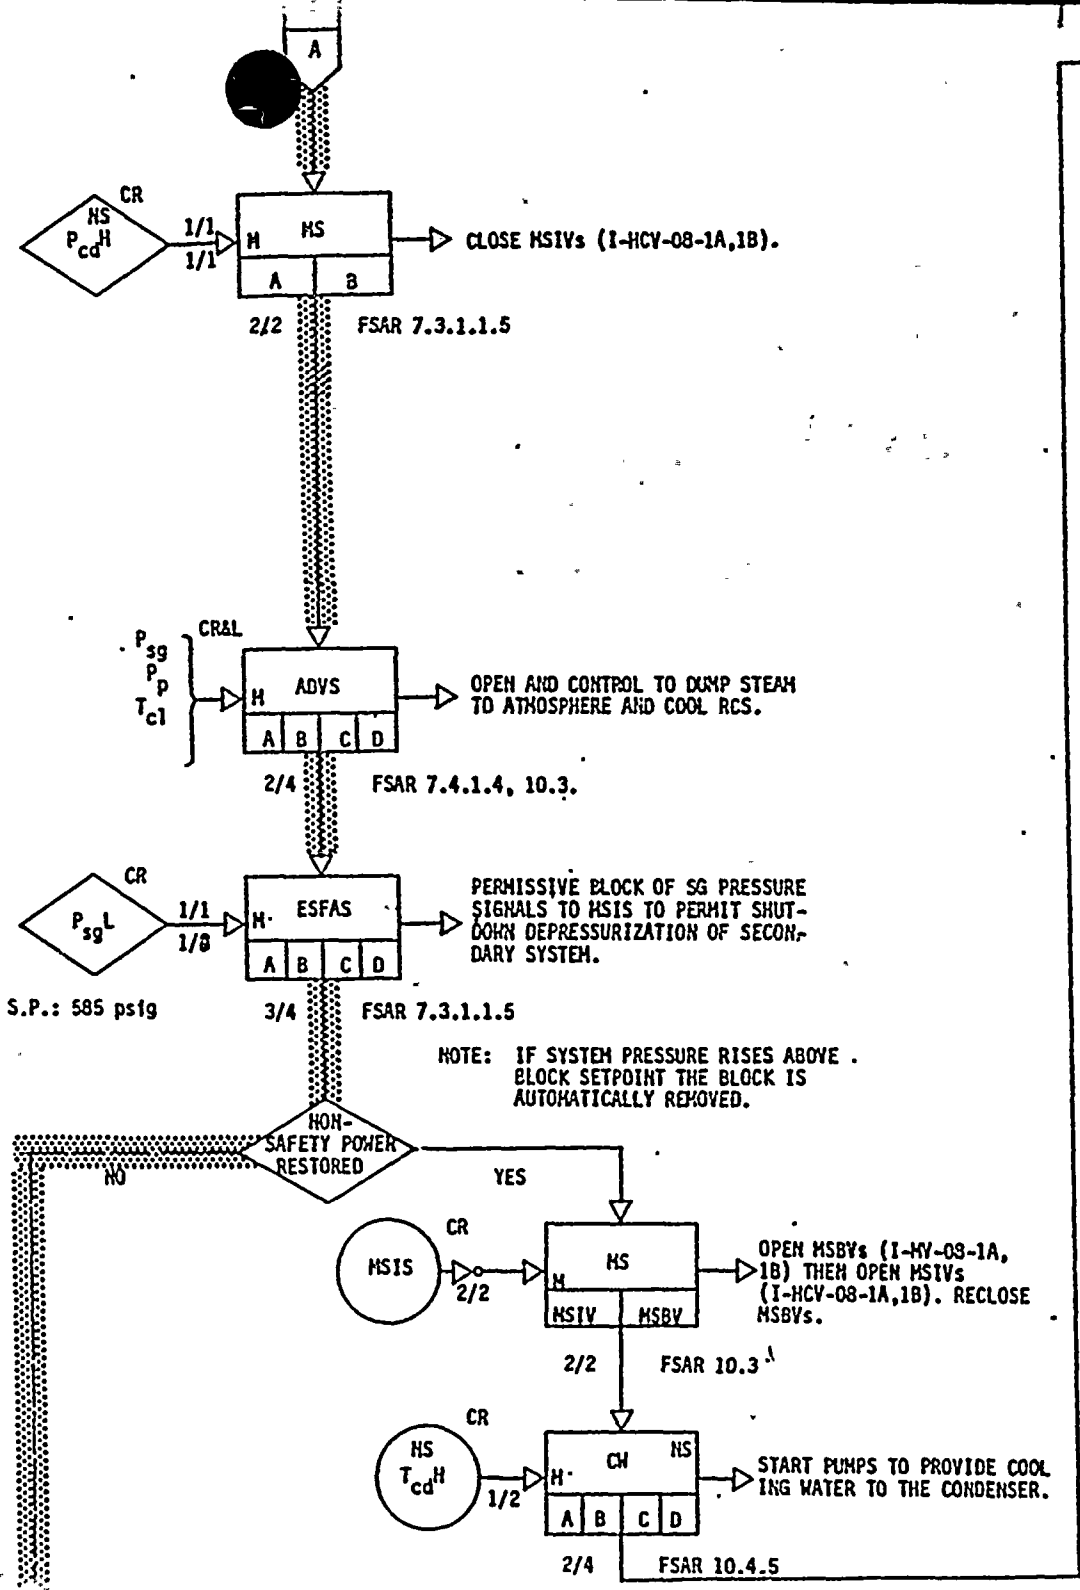 A
CR
NS
PcdH
1/1
1/1
M
MS
A B
CLOSE MSIVs (I-HCV-08-1A,1B).
2/2 FSAR 7.3.1.1.5
CR&L
Psg
Pp
Tcl
M
ADVS
A B C D
OPEN AND CONTROL TO DUMP STEAM
TO ATMOSPHERE AND COOL RCS.
2/4 FSAR 7.4.1.4, 10.3.
CR
PsgL
1/1
M
ESFAS
A B C D
PERMISSIVE BLOCK OF SG PRESSURE
SIGNALS TO MSIS TO PERMIT SHUT-
DOWN DEPRESSURIZATION OF SECON-
DARY SYSTEM.
S.P.: 585 psig
3/4 FSAR 7.3.1.1.5
NOTE: IF SYSTEM PRESSURE RISES ABOVE
BLOCK SETPOINT THE BLOCK IS
AUTOMATICALLY REMOVED.
NON-
SAFETY POWER
RESTORED
NO
YES
CR
MSIS
2/2
M
MS
MSIV MSBV
OPEN MSBVs (I-MV-08-1A,
1B) THEN OPEN MSIVs
(I-HCV-08-1A,1B). RECLOSE
MSBVs.
2/2 FSAR 10.3
CR
NS
TcdH
1/2
M
CW
NS
A B C D
START PUMPS TO PROVIDE COOL
ING WATER TO THE CONDENSER.
2/4 FSAR 10.4.5